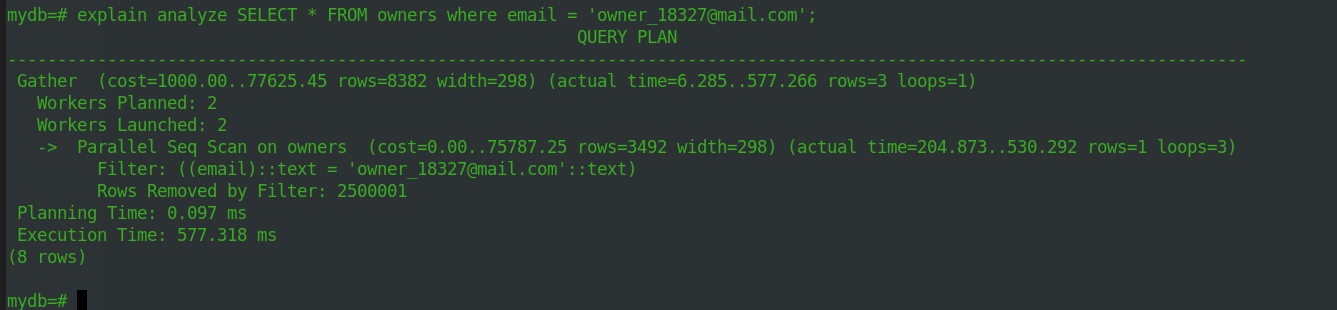 mydb=# explain analyze SELECT * FROM owners where email = 'owner_18327@mail.com';
QUERY PLAN
----------------------------------------------------------------------------------------------------------------------------
Gather  (cost=1000.00..77625.45 rows=8382 width=298) (actual time=6.285..577.266 rows=3 loops=1)
Workers Planned: 2
Workers Launched: 2
->  Parallel Seq Scan on owners  (cost=0.00..75787.25 rows=3492 width=298) (actual time=204.873..530.292 rows=1 loops=3)
Filter: ((email)::text = 'owner_18327@mail.com'::text)
Rows Removed by Filter: 2500001
Planning Time: 0.097 ms
Execution Time: 577.318 ms
(8 rows)
mydb=#